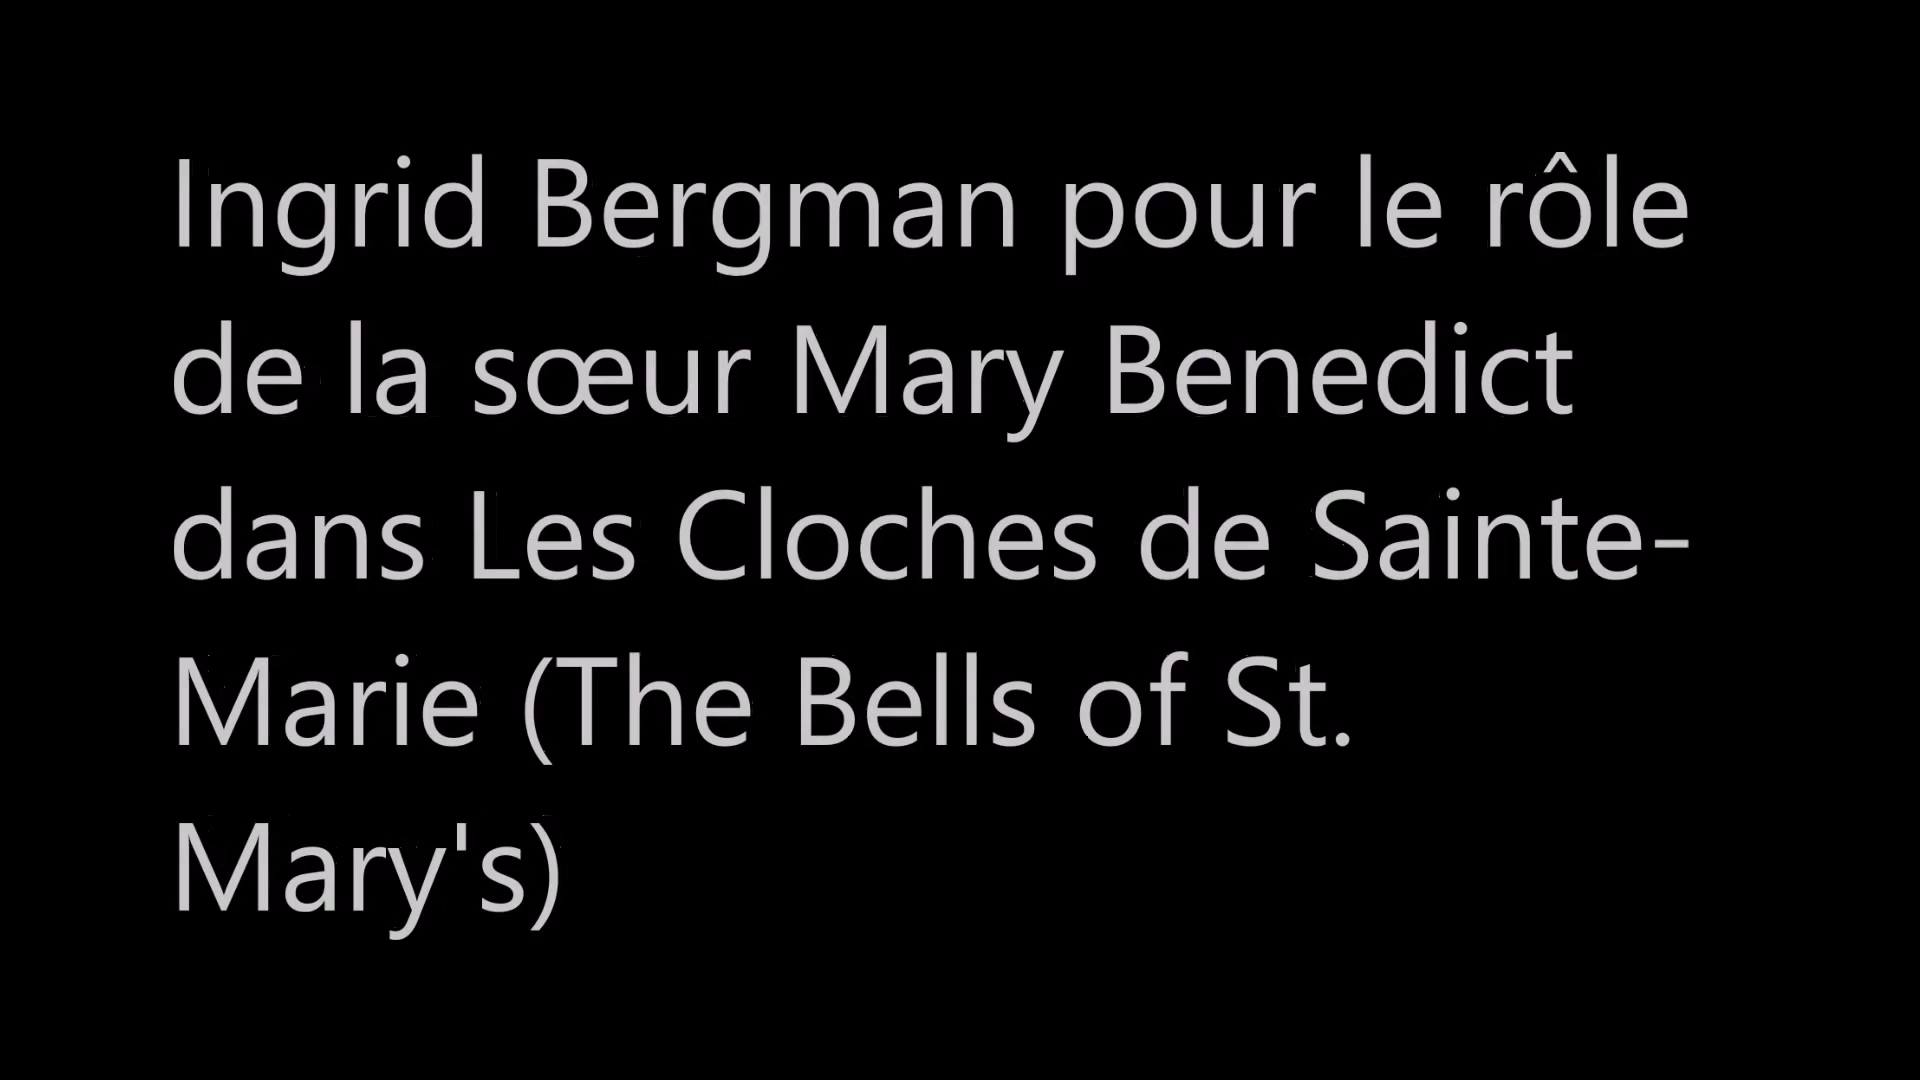 Ingrid Bergman pour le rôle
de la sœur Mary Benedict
dans Les Cloches de Sainte-
Marie (The Bells of St.
Mary's)